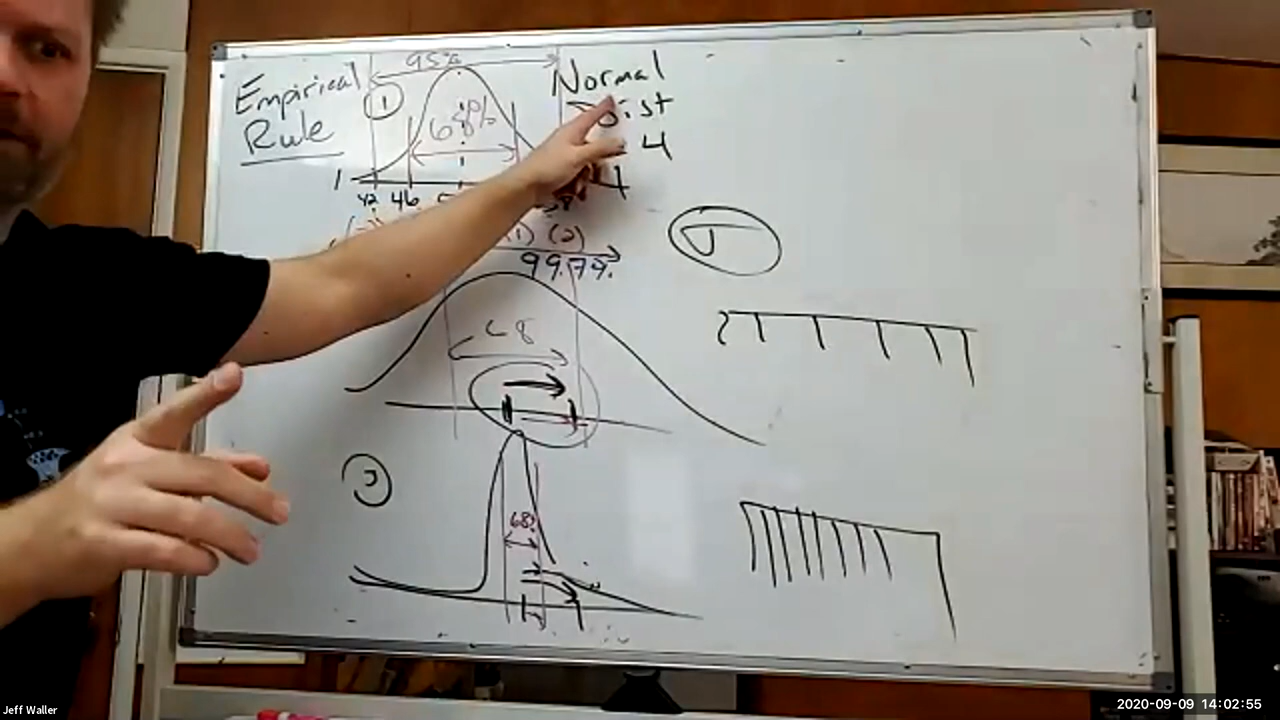 Empirical
Rule
①
95%
68%
Normal
Dist
4
42 46
(1) (2)
99.7%
68
68%
Jeff Waller
2020-09-09 14:02:55